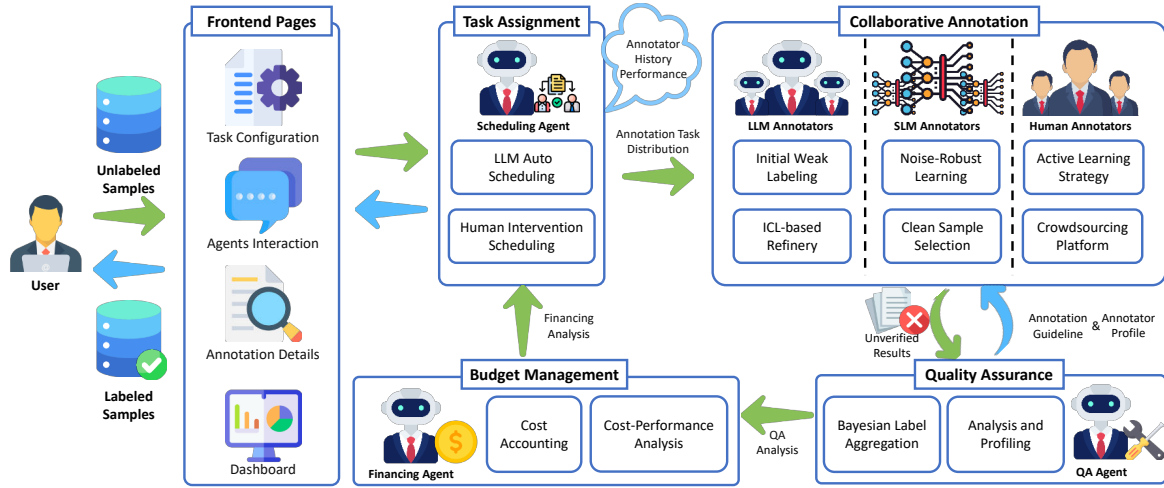 Unlabeled
Samples
User
Labeled
Samples
Frontend Pages
Task Configuration
Agents Interaction
Annotation Details
Dashboard
Task Assignment
Scheduling Agent
LLM Auto
Scheduling
Human Intervention
Scheduling
Annotator
History
Performance
Annotation Task
Distribution
Collaborative Annotation
LLM Annotators
Initial Weak
Labeling
ICL-based
Refinery
SLM Annotators
Noise-Robust
Learning
Clean Sample
Selection
Human Annotators
Active Learning
Strategy
Crowdsourcing
Platform
Financing
Analysis
Unverified
Results
Annotation
Guideline
&
Annotator
Profile
Budget Management
Financing Agent
$
Cost
Accounting
Cost-Performance
Analysis
QA
Analysis
Quality Assurance
Bayesian Label
Aggregation
Analysis and
Profiling
QA Agent